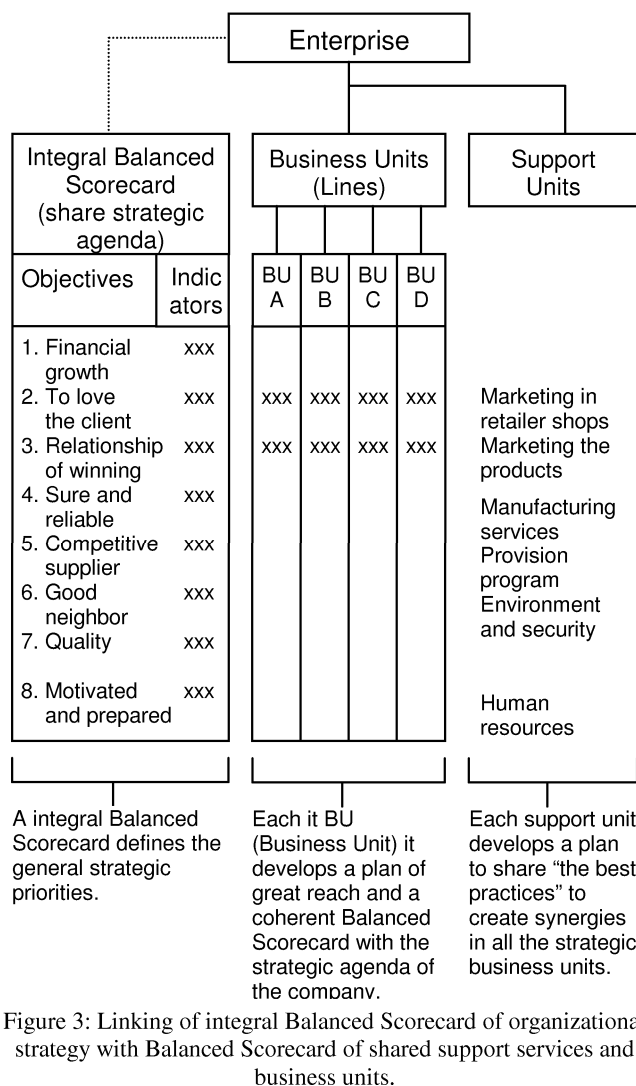 Enterprise
Integral Balanced
Scorecard
(share strategic
agenda)
Business Units
(Lines)
Support
Units
Objectives
Indic
ators
BU
A
BU
B
BU
C
BU
D
1. Financial
growth
xxx
2. To love
the client
xxx
xxx xxx xxx xxx
3. Relationship
of winning
xxx
xxx xxx xxx xxx
4. Sure and
reliable
xxx
5. Competitive
supplier
xxx
6. Good
neighbor
xxx
7. Quality
xxx
8. Motivated
and prepared
xxx
Marketing in
retailer shops
Marketing the
products
Manufacturing
services
Provision
program
Environment
and security
Human
resources
A integral Balanced
Scorecard defines the
general strategic
priorities.
Each it BU
(Business Unit) it
develops a plan of
great reach and a
coherent Balanced
Scorecard with the
strategic agenda of
the company.
Each support unit
develops a plan
to share “the best
practices” to
create synergies
in all the strategic
business units.
Figure 3: Linking of integral Balanced Scorecard of organizationa
strategy with Balanced Scorecard of shared support services and
business units.